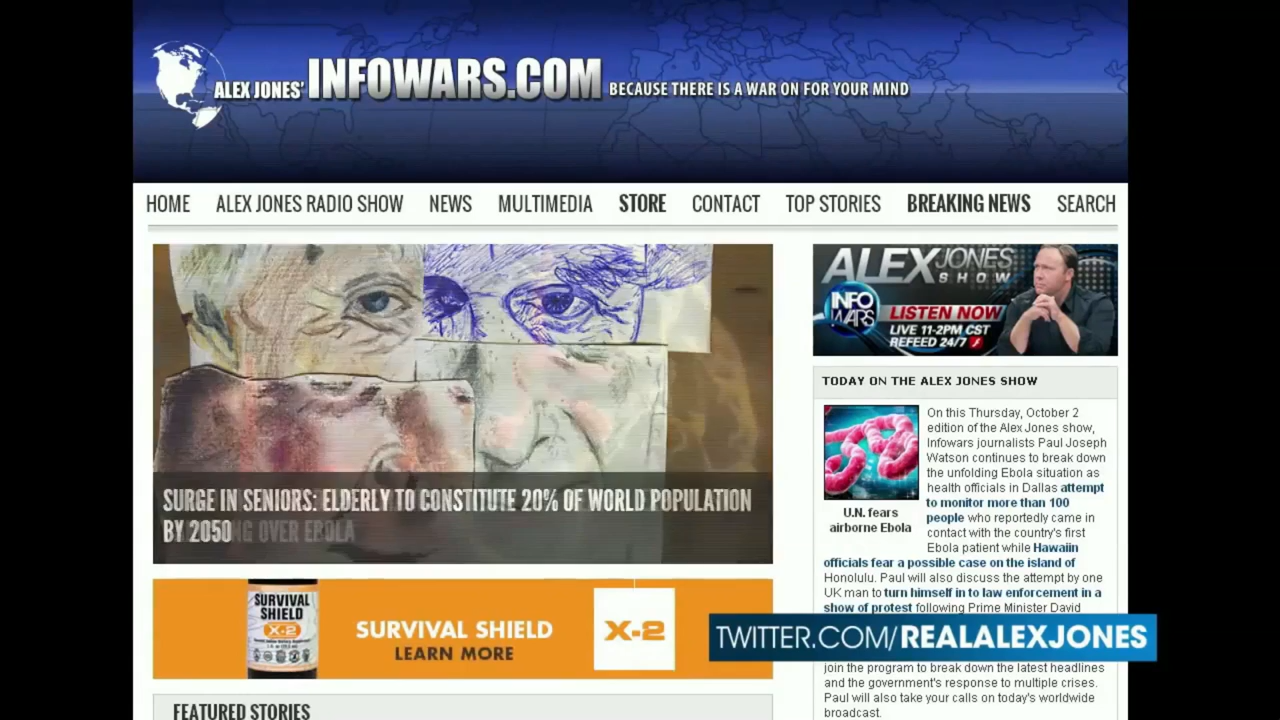 ALEX JONES' INFOWARS.COM BECAUSE THERE IS A WAR ON FOR YOUR MIND
HOME ALEX JONES RADIO SHOW NEWS MULTIMEDIA STORE CONTACT TOP STORIES BREAKING NEWS SEARCH
SURGE IN SENIORS: ELDERLY TO CONSTITUTE 20% OF WORLD POPULATION
BY 2050
NG OVER EBOLA
SURVIVAL
SHIELD
X-2
SURVIVAL SHIELD
LEARN MORE
X-2
FEATURED STORIES
ALEX JONES
SHOW
INFO
WARS
LISTEN NOW
LIVE 11-2PM CST
REFEED 24/7
TODAY ON THE ALEX JONES SHOW
U.N. fears
airborne Ebola
On this Thursday, October 2
edition of the Alex Jones show,
Infowars journalists Paul Joseph
Watson continues to break down
the unfolding Ebola situation as
health officials in Dallas attempt
to monitor more than 100
people who reportedly came in
contact with the country's first
Ebola patient while Hawaiin
officials fear a possible case on the island of
Honolulu. Paul will also discuss the attempt by one
UK man to turn himself in to law enforcement in a
show of protest following Prime Minister David
TWITTER.COM/REALALEXJONES
join the program to break down the latest headlines
and the government's response to multiple crises.
Paul will also take your calls on today's worldwide
broadcast.